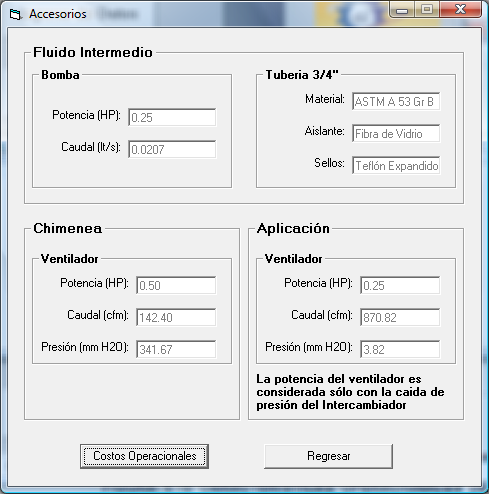 Accesorios
Fluido Intermedio
Bomba
Potencia (HP): 0.25
Caudal (lt/s): 0.0207
Tuberia 3/4"
Material: ASTM A 53 Gr B
Aislante: Fibra de Vidrio
Sellos: Teflón Expandido
Chimenea
Ventilador
Potencia (HP): 0.50
Caudal (cfm): 142.40
Presión (mm H2O): 341.67
Aplicación
Ventilador
Potencia (HP): 0.25
Caudal (cfm): 870.82
Presión (mm H2O): 3.82
La potencia del ventilador es
considerada sólo con la caida de
presión del Intercambiador
Costos Operacionales
Regresar